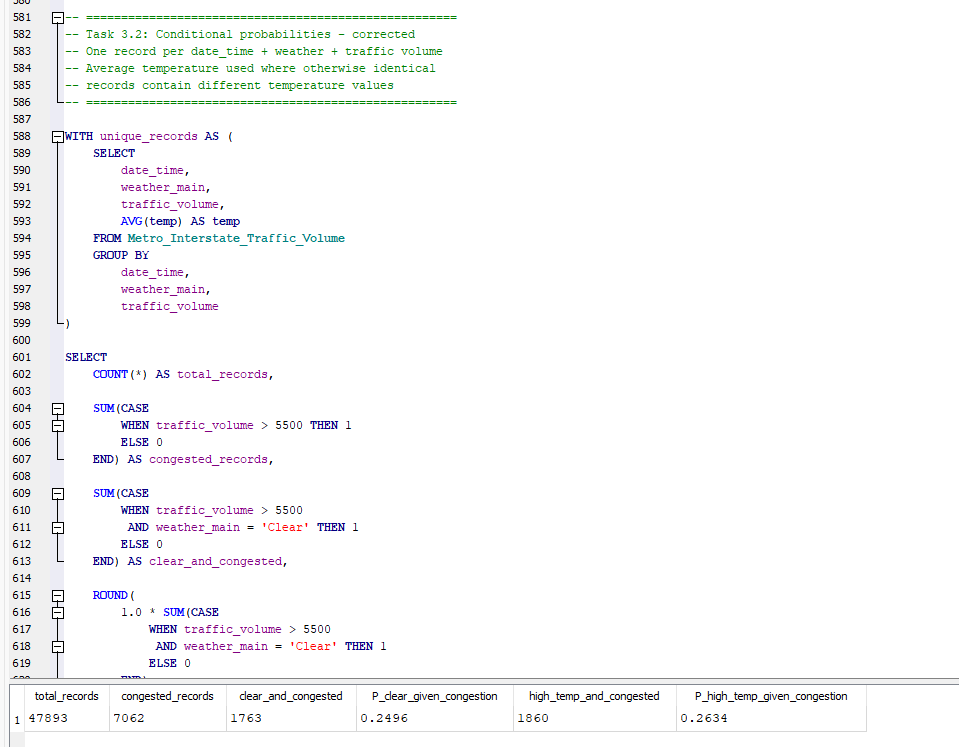 581 -- =====================================================
582 -- Task 3.2: Conditional probabilities - corrected
583 -- One record per date_time + weather + traffic volume
584 -- Average temperature used where otherwise identical
585 -- records contain different temperature values
586 -- =====================================================
587
588 WITH unique_records AS (
589 SELECT
590 date_time,
591 weather_main,
592 traffic_volume,
593 AVG(temp) AS temp
594 FROM Metro_Interstate_Traffic_Volume
595 GROUP BY
596 date_time,
597 weather_main,
598 traffic_volume
599 )
600
601 SELECT
602 COUNT(*) AS total_records,
603
604 SUM(CASE
605 WHEN traffic_volume > 5500 THEN 1
606 ELSE 0
607 END) AS congested_records,
608
609 SUM(CASE
610 WHEN traffic_volume > 5500
611 AND weather_main = 'Clear' THEN 1
612 ELSE 0
613 END) AS clear_and_congested,
614
615 ROUND(
616 1.0 * SUM(CASE
617 WHEN traffic_volume > 5500
618 AND weather_main = 'Clear' THEN 1
619 ELSE 0
total_records congested_records clear_and_congested P_clear_given_congestion high_temp_and_congested P_high_temp_given_congestion
1 47893 7062 1763 0.2496 1860 0.2634